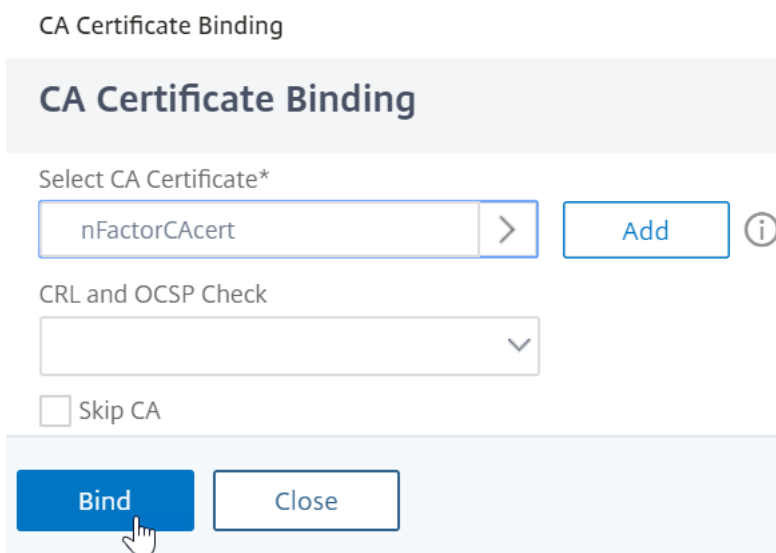 CA Certificate Binding
CA Certificate Binding
Select CA Certificate*
nFactorCAcert
Add
CRL and OCSP Check
Skip CA
Bind
Close